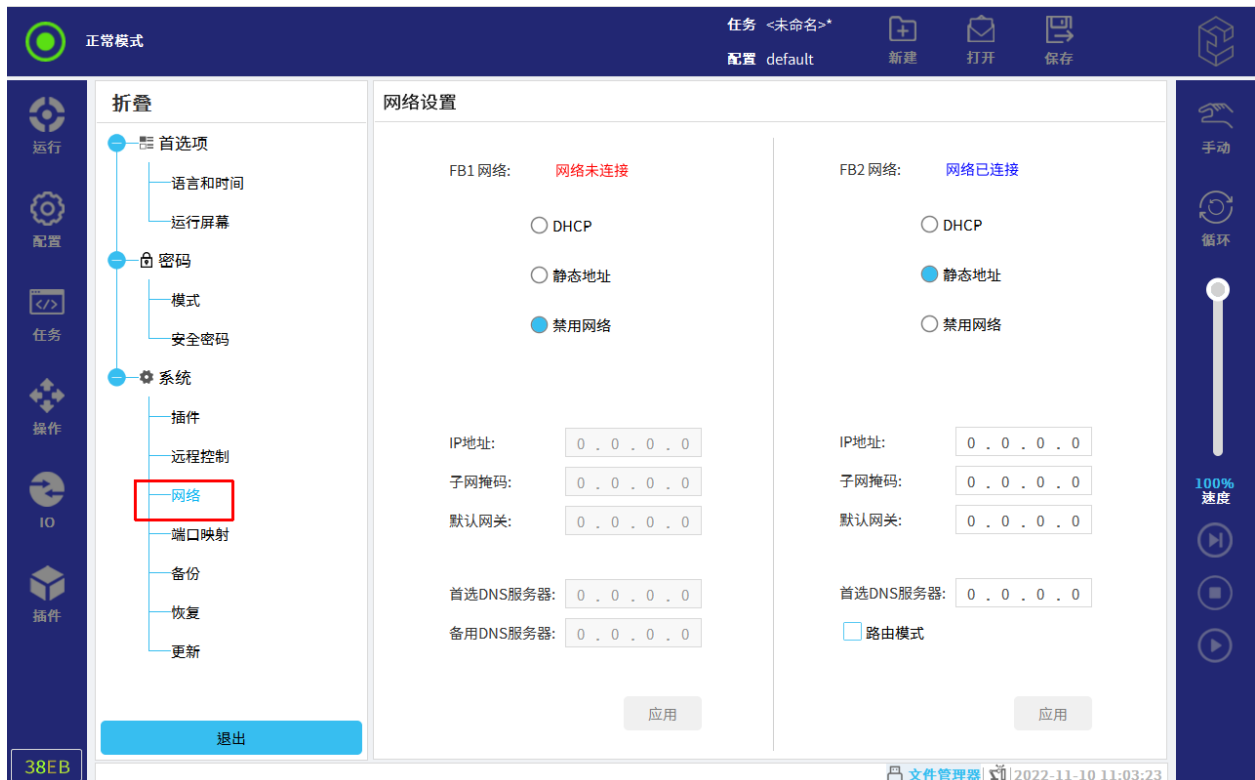 正常模式
任务 <未命名>*
配置 default
新建
打开
保存
运行
配置
任务
操作
IO
插件
38EB
折叠
首选项
语言和时间
运行屏幕
密码
模式
安全密码
系统
插件
远程控制
网络
端口映射
备份
恢复
更新
退出
网络设置
FB1网络: 网络未连接
DHCP
静态地址
禁用网络
IP地址: 0 . 0 . 0 . 0
子网掩码: 0 . 0 . 0 . 0
默认网关: 0 . 0 . 0 . 0
首选DNS服务器: 0 . 0 . 0 . 0
备用DNS服务器: 0 . 0 . 0 . 0
应用
FB2网络: 网络已连接
DHCP
静态地址
禁用网络
IP地址: 0 . 0 . 0 . 0
子网掩码: 0 . 0 . 0 . 0
默认网关: 0 . 0 . 0 . 0
首选DNS服务器: 0 . 0 . 0 . 0
路由模式
应用
手动
循环
100%
速度
文件管理器
2022-11-10 11:03:23